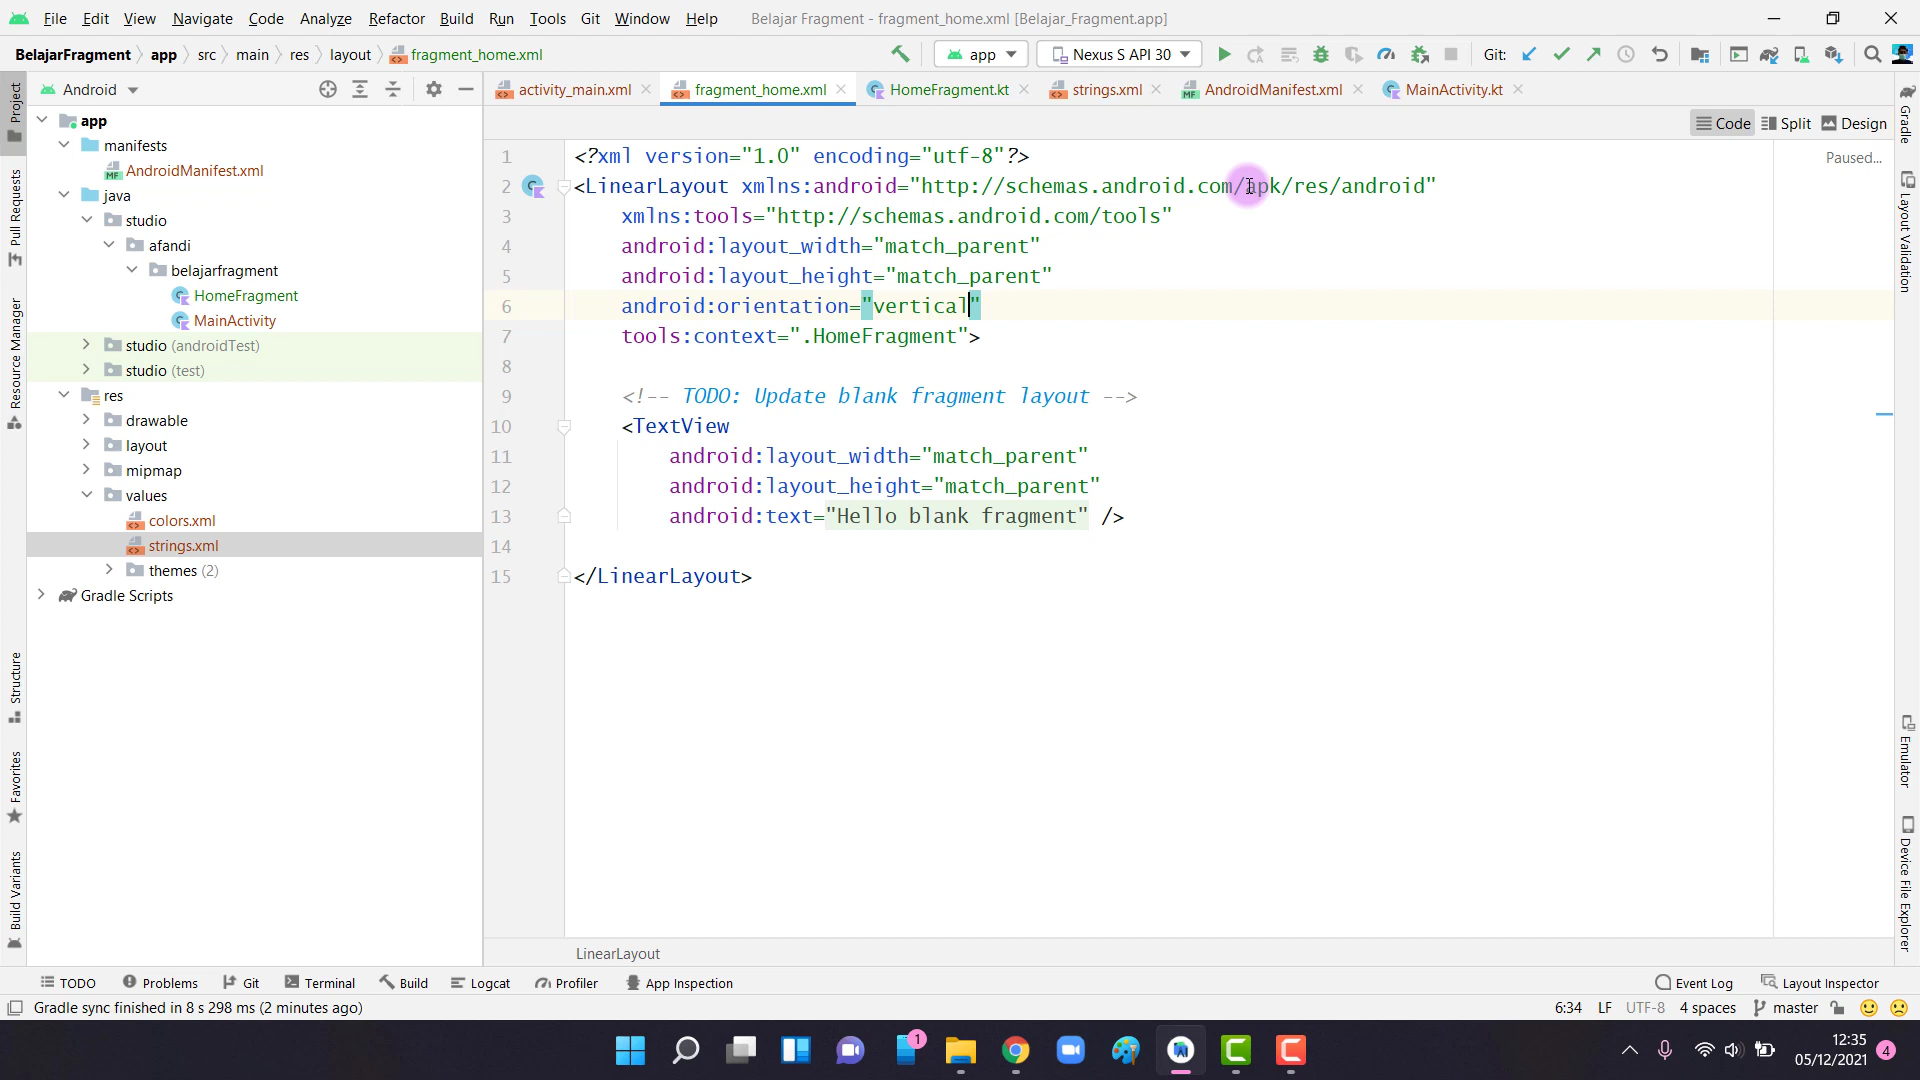 File Edit View Navigate Code Analyze Refactor Build Run Tools Git Window Help Belajar Fragment - fragment_home.xml [Belajar_Fragment.app]
BelajarFragment app src main res layout fragment_home.xml app Nexus S API 30 Git:
Android activity_main.xml fragment_home.xml HomeFragment.kt strings.xml AndroidManifest.xml MainActivity.kt
Code Split Design
Paused...
app
manifests
AndroidManifest.xml
java
studio
afandi
belajarfragment
HomeFragment
MainActivity
studio (androidTest)
studio (test)
res
drawable
layout
mipmap
values
colors.xml
strings.xml
themes (2)
Gradle Scripts
1 <?xml version="1.0" encoding="utf-8"?>
2 <LinearLayout xmlns:android="http://schemas.android.com/apk/res/android"
3 xmlns:tools="http://schemas.android.com/tools"
4 android:layout_width="match_parent"
5 android:layout_height="match_parent"
6 android:orientation="vertical"
7 tools:context=".HomeFragment">
8
9 <!-- TODO: Update blank fragment layout -->
10 <TextView
11 android:layout_width="match_parent"
12 android:layout_height="match_parent"
13 android:text="Hello blank fragment" />
14
15 </LinearLayout>
LinearLayout
Project
Pull Requests
Resource Manager
Structure
Favorites
Build Variants
Gradle
Layout Validation
Emulator
Device File Explorer
TODO Problems Git Terminal Build Logcat Profiler App Inspection Event Log Layout Inspector
Gradle sync finished in 8 s 298 ms (2 minutes ago) 6:34 LF UTF-8 4 spaces master
1
12:35
05/12/2021 4